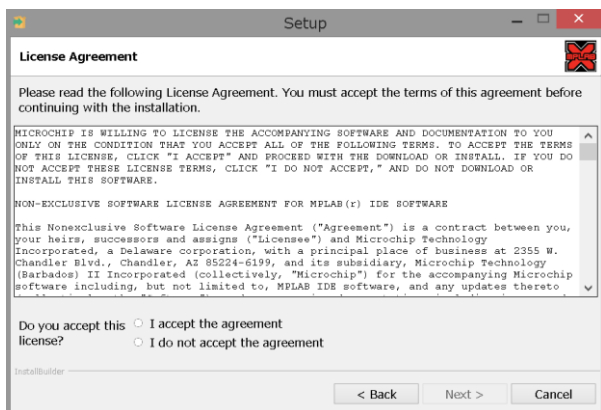 Setup
License Agreement
Please read the following License Agreement. You must accept the terms of this agreement before
continuing with the installation.
MICROCHIP IS WILLING TO LICENSE THE ACCOMPANYING SOFTWARE AND DOCUMENTATION TO YOU
ONLY ON THE CONDITION THAT YOU ACCEPT ALL OF THE FOLLOWING TERMS. TO ACCEPT THE TERMS
OF THIS LICENSE, CLICK "I ACCEPT" AND PROCEED WITH THE DOWNLOAD OR INSTALL. IF YOU DO
NOT ACCEPT THESE LICENSE TERMS, CLICK "I DO NOT ACCEPT," AND DO NOT DOWNLOAD OR
INSTALL THIS SOFTWARE.
NON-EXCLUSIVE SOFTWARE LICENSE AGREEMENT FOR MPLAB(r) IDE SOFTWARE
This Nonexclusive Software License Agreement ("Agreement") is a contract between you,
your heirs, successors and assigns ("Licensee") and Microchip Technology
Incorporated, a Delaware corporation, with a principal place of business at 2355 W.
Chandler Blvd., Chandler, AZ 85224-6199, and its subsidiary, Microchip Technology
(Barbados) II Incorporated (collectively, "Microchip") for the accompanying Microchip
software including, but not limited to, MPLAB IDE software, and any updates thereto
Do you accept this
license?
I accept the agreement
I do not accept the agreement
InstallBuilder
< Back
Next >
Cancel